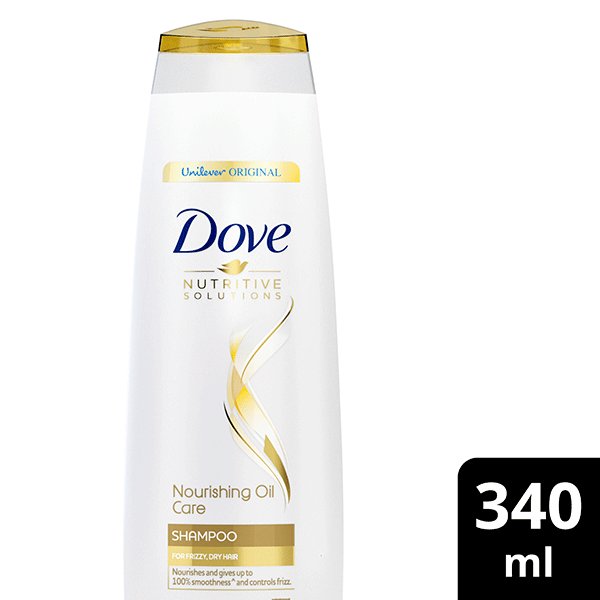 Unilever ORIGINAL
Dove
NUTRITIVE
SOLUTIONS
Nourishing Oil
Care
SHAMPOO
FOR FRIZZY, DRY HAIR
Nourishes and gives up to
100% smoothness^ and controls frizz.
340
ml